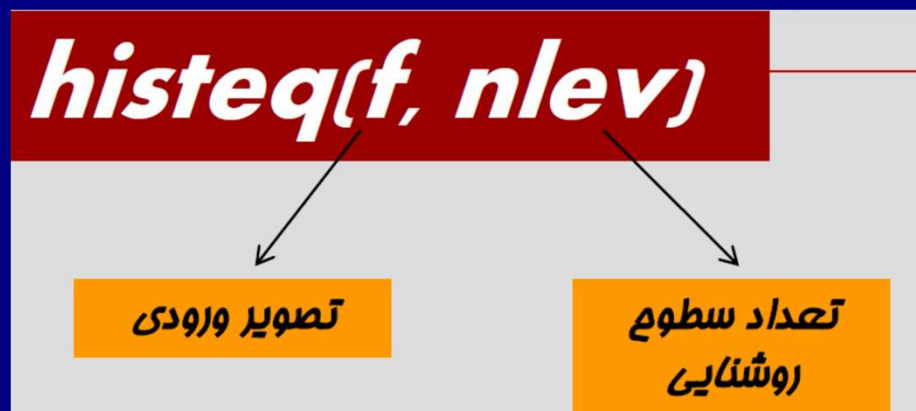 histeq(f, nlev)
تصویر ورودی
تعداد سطوح
روشنایی